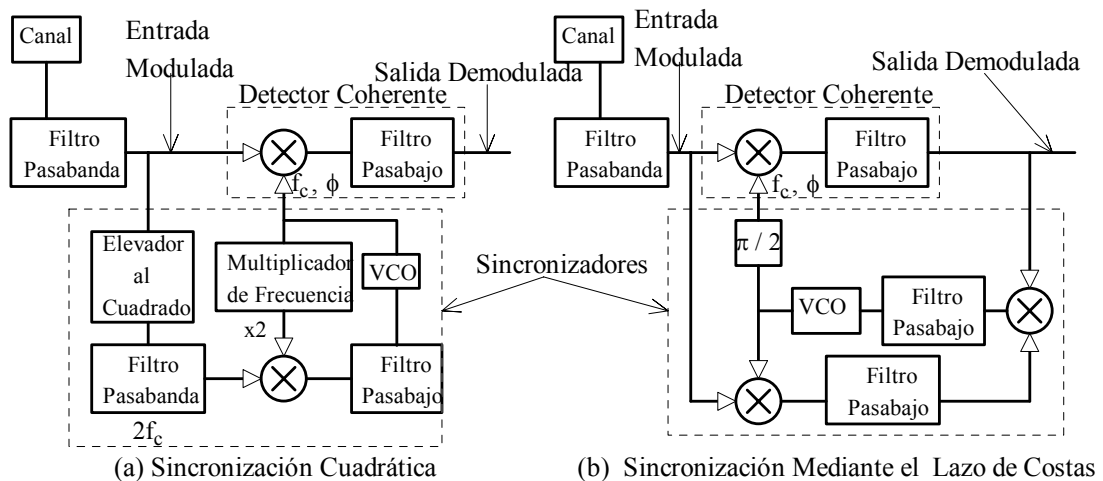 Canal
Entrada
Modulada
Salida Demodulada
Detector Coherente
Filtro
Pasabanda
Filtro
Pasabajo
f_c, ϕ
Elevador
al
Cuadrado
Multiplicador
de Frecuencia
VCO
x2
Filtro
Pasabanda
2f_c
Filtro
Pasabajo
(a) Sincronización Cuadrática
Sincronizadores
Canal
Entrada
Modulada
Salida Demodulada
Detector Coherente
Filtro
Pasabanda
Filtro
Pasabajo
f_c, ϕ
π / 2
VCO
Filtro
Pasabajo
Filtro
Pasabajo
(b) Sincronización Mediante el Lazo de Costas